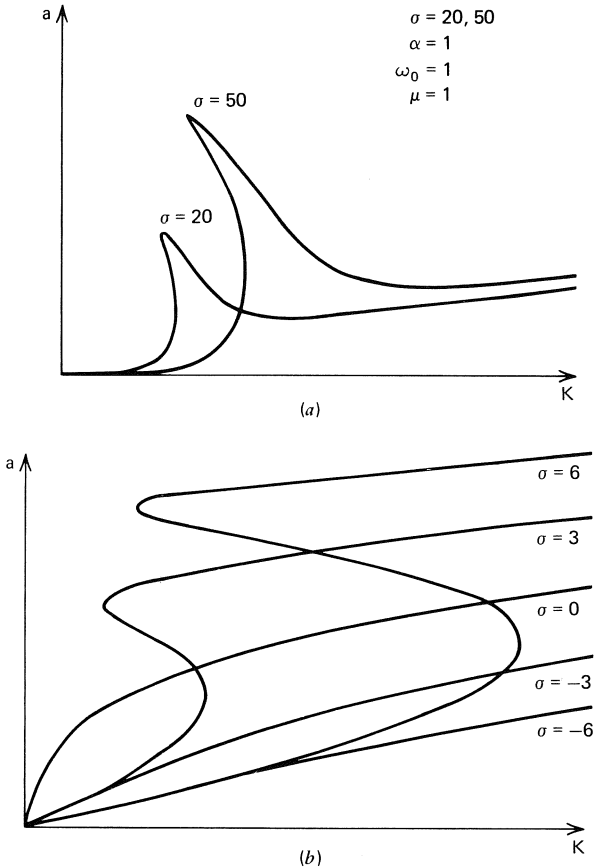 a
σ = 20, 50
α = 1
ω₀ = 1
μ = 1
σ = 50
σ = 20
K
(a)
a
σ = 6
σ = 3
σ = 0
σ = −3
σ = −6
K
(b)